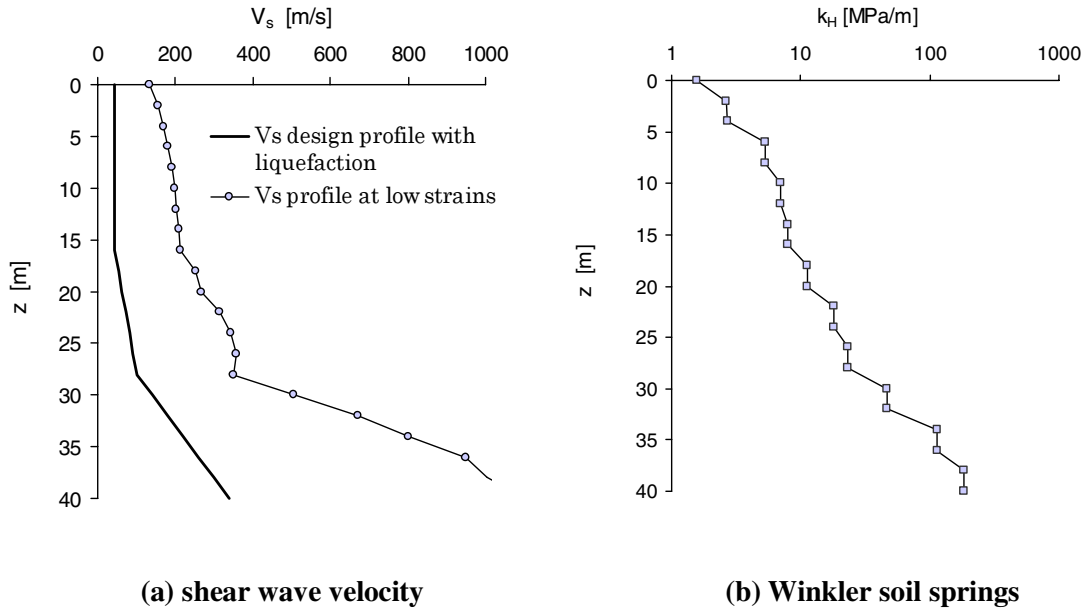 V_s [m/s]
0 200 400 600 800 1000
0
5
10
15
20
25
30
35
40
z [m]
Vs design profile with
liquefaction
Vs profile at low strains
(a) shear wave velocity
k_H [MPa/m]
1 10 100 1000
0
5
10
15
20
25
30
35
40
z [m]
(b) Winkler soil springs